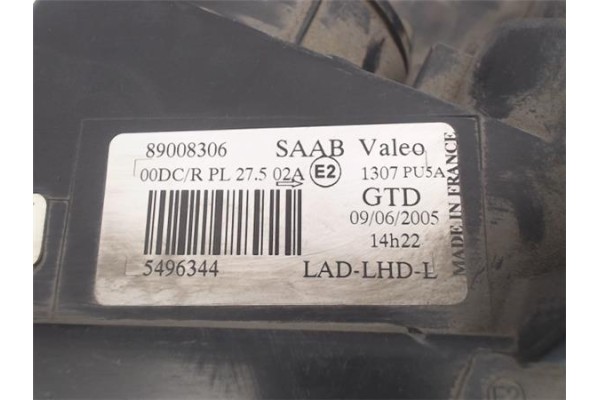 89008306 SAAB Valeo
00DC/R PL 27.5 02A E2 1307 PU5A
GTD
09/06/2005
14h22
5496344 LAD-LHD-L
MADE IN FRANCE